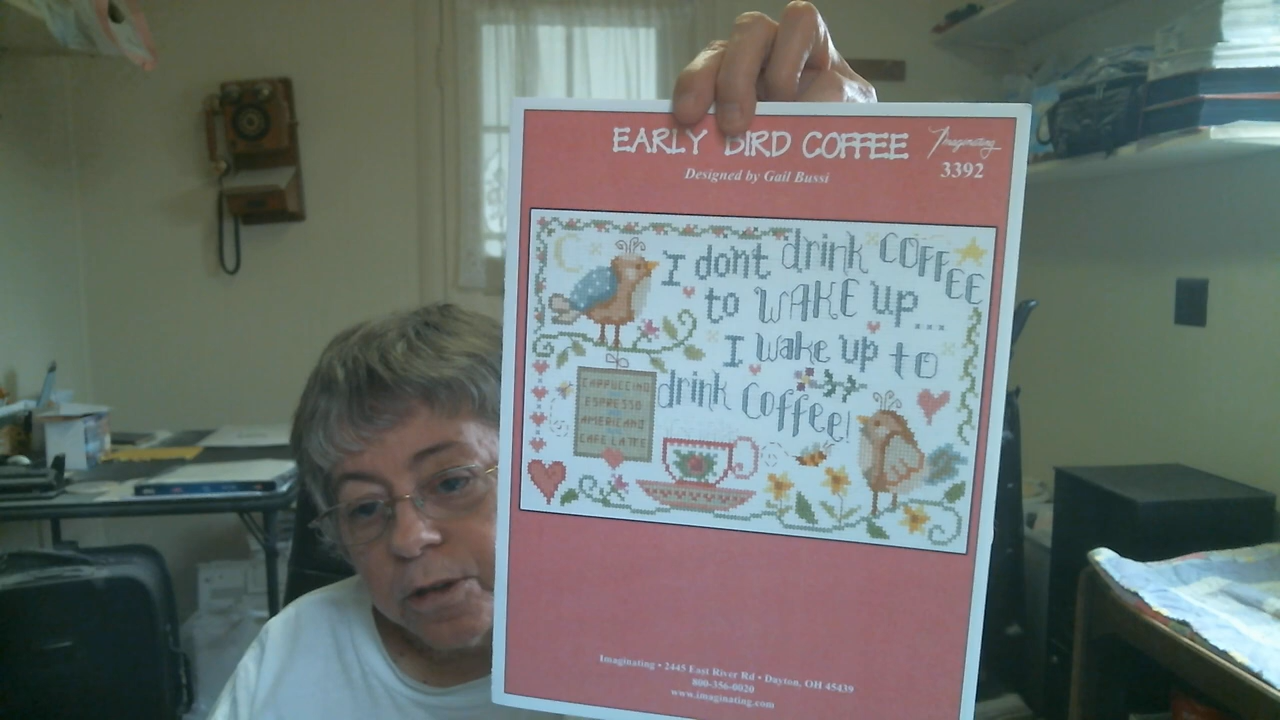 EARLY BIRD COFFEE
Imaginating
Designed by Gail Bussi
3392
I dont drink COFFEE
to WAKE up...
I wake up to
drink Coffee!
CAPPUCCINO
ESPRESSO
AMERICANO
CAFE LATTE
Imaginating • 2445 East River Rd • Dayton, OH 45439
800-356-0020
www.imaginating.com